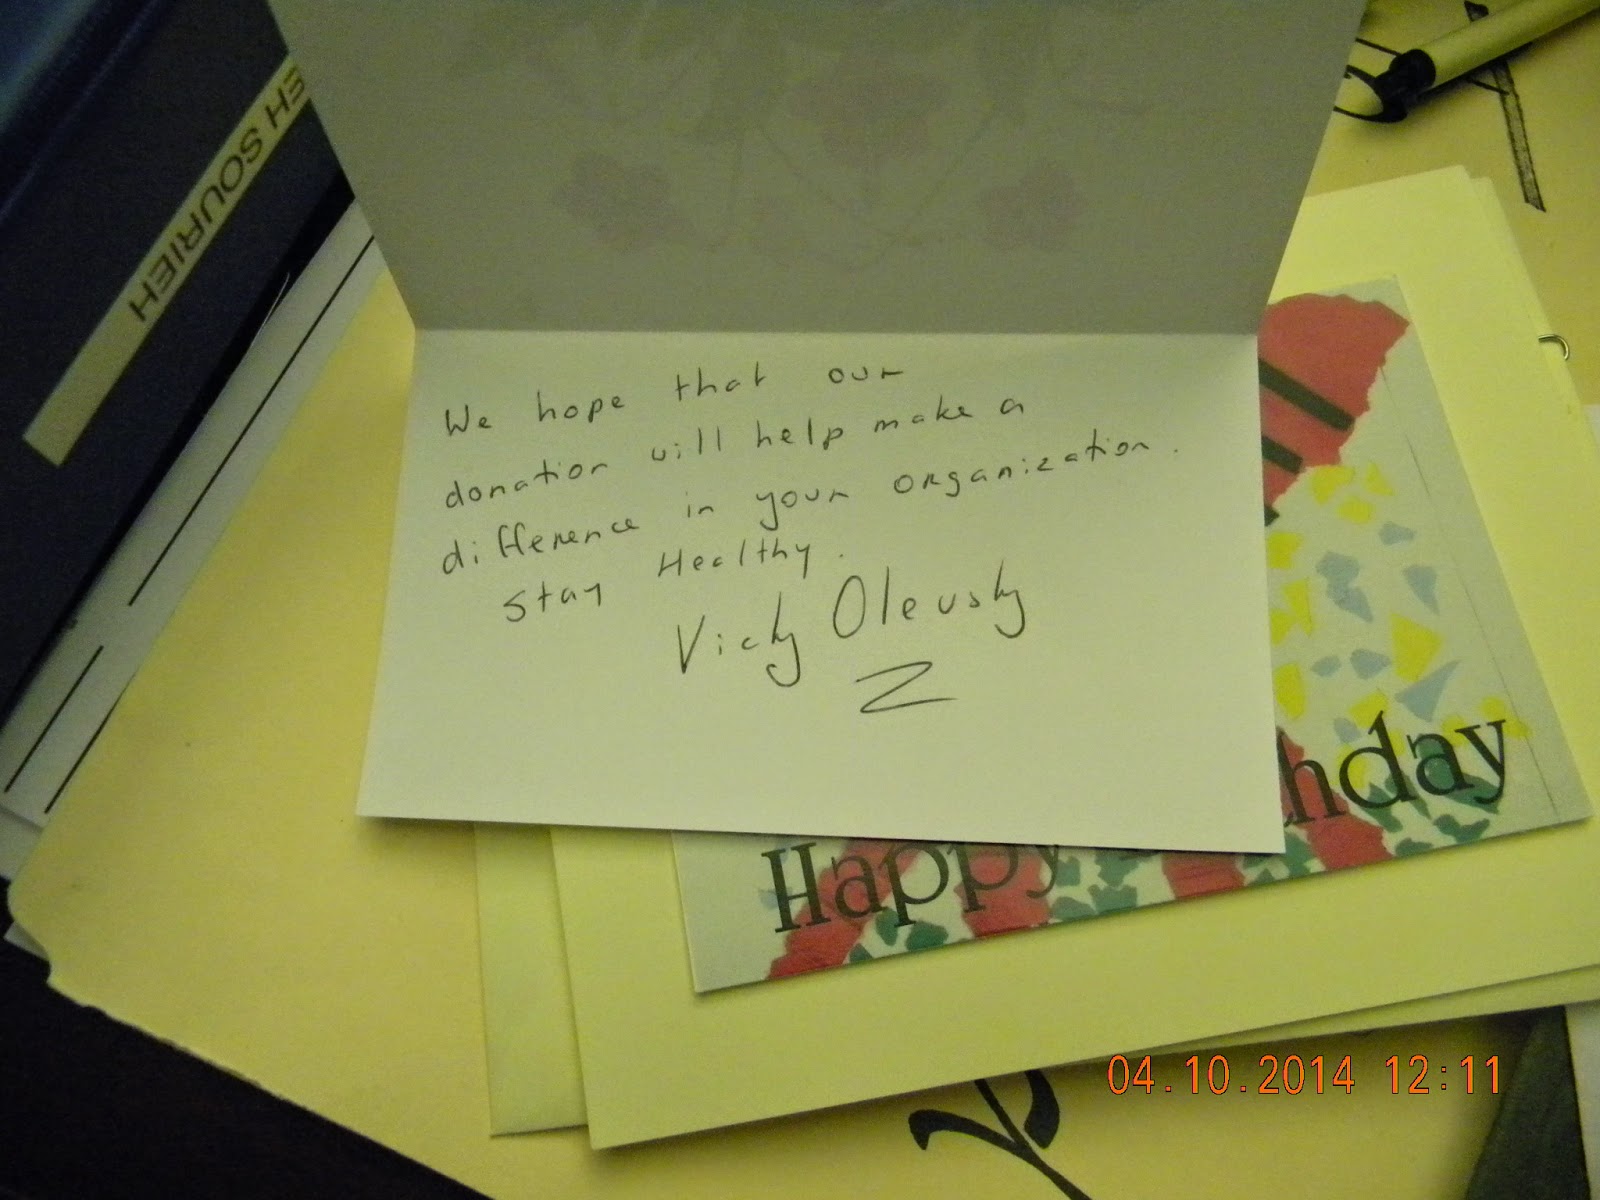 EH SOURIEH
We hope that our
donation will help make a
difference in your organization.
Stay Healthy.
Vicky Olevsky
Happy
hday
04.10.2014 12:11